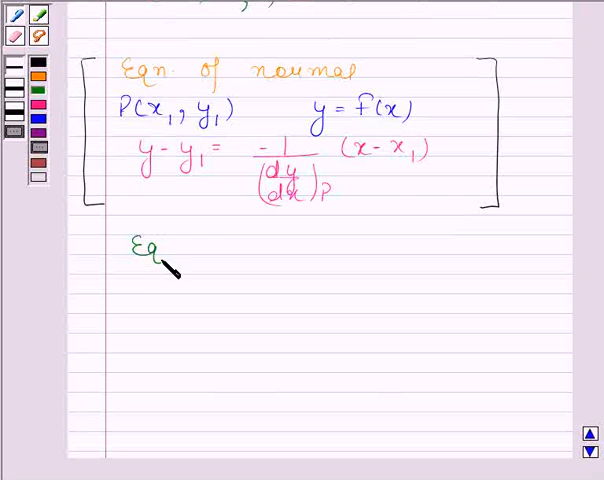 Eqn. of normal
P(x₁, y₁) y = f(x)
y - y₁ = -1/(dy/dx)P (x - x₁)
Eq